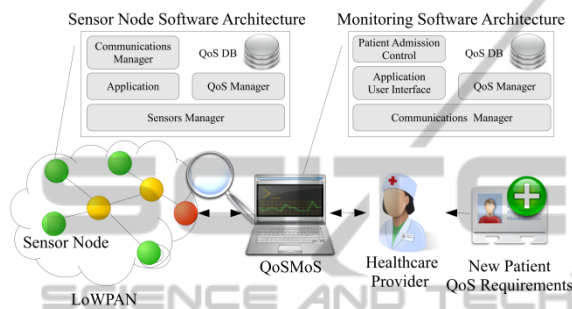 Sensor Node Software Architecture
Communications
Manager
QoS DB
Application
QoS Manager
Sensors Manager
Monitoring Software Architecture
Patient Admission
Control
QoS DB
Application
User Interface
QoS Manager
Communications Manager
Sensor Node
LoWPAN
QoSMoS
Healthcare
Provider
New Patient
QoS Requirements
SCITE
SCIENCE AND TECH